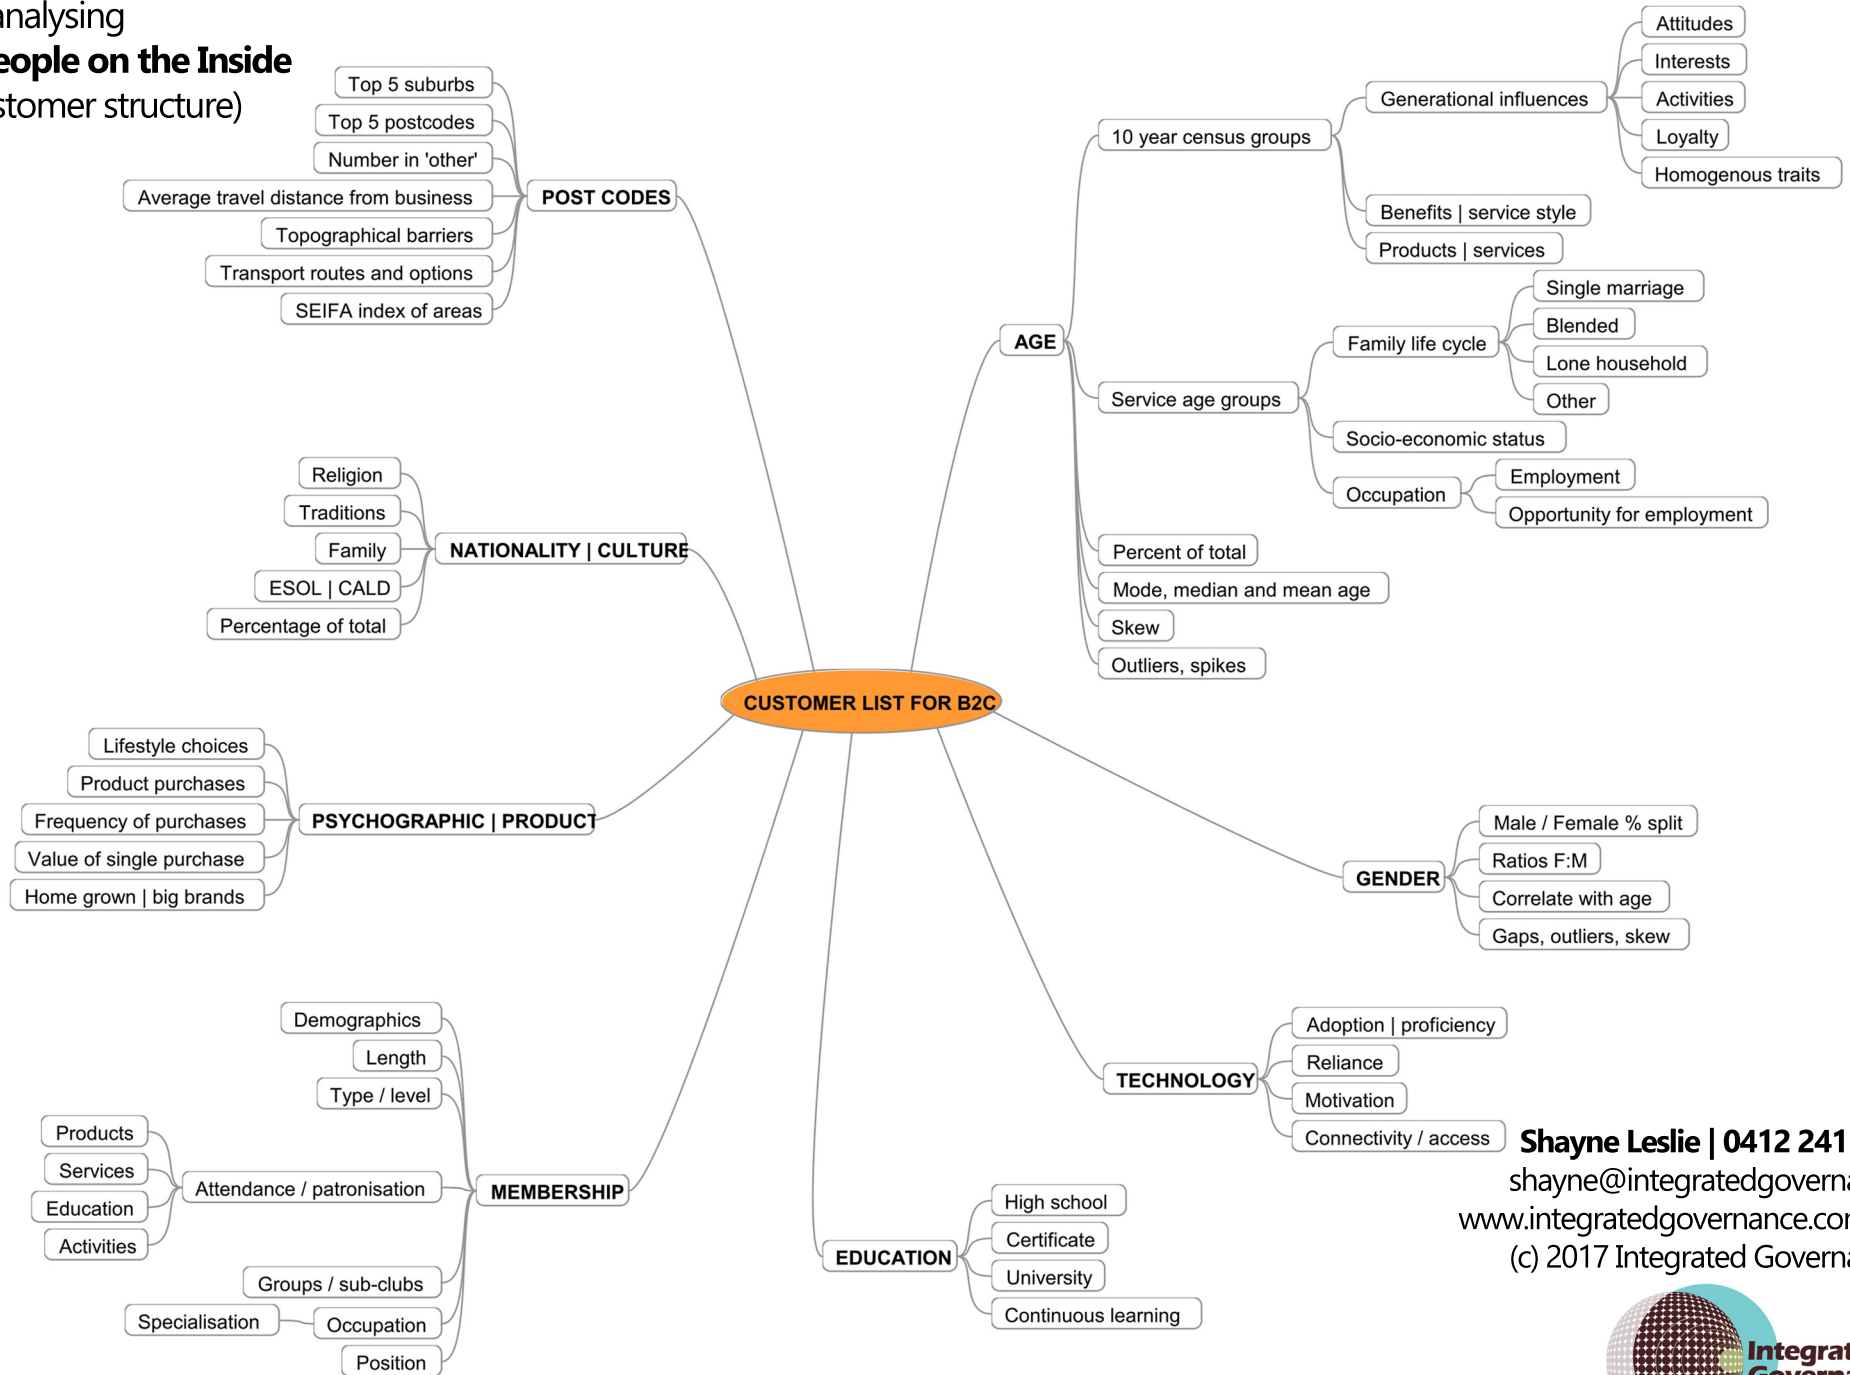 analysing
eople on the Inside
stomer structure)
Top 5 suburbs
Top 5 postcodes
Number in 'other'
Average travel distance from business
Topographical barriers
Transport routes and options
SEIFA index of areas
POST CODES
Religion
Traditions
Family
ESOL | CALD
Percentage of total
NATIONALITY | CULTURE
Lifestyle choices
Product purchases
Frequency of purchases
Value of single purchase
Home grown | big brands
PSYCHOGRAPHIC | PRODUCT
Demographics
Length
Type / level
Products
Services
Education
Activities
Attendance / patronisation
Groups / sub-clubs
Specialisation
Occupation
Position
MEMBERSHIP
CUSTOMER LIST FOR B2C
AGE
10 year census groups
Generational influences
Attitudes
Interests
Activities
Loyalty
Homogenous traits
Benefits | service style
Products | services
Service age groups
Family life cycle
Single marriage
Blended
Lone household
Other
Socio-economic status
Occupation
Employment
Opportunity for employment
Percent of total
Mode, median and mean age
Skew
Outliers, spikes
GENDER
Male / Female % split
Ratios F:M
Correlate with age
Gaps, outliers, skew
TECHNOLOGY
Adoption | proficiency
Reliance
Motivation
Connectivity / access
EDUCATION
High school
Certificate
University
Continuous learning
Shayne Leslie | 0412 241
shayne@integratedgoverna
www.integratedgovernance.co
(c) 2017 Integrated Governa
Integrat
Governa